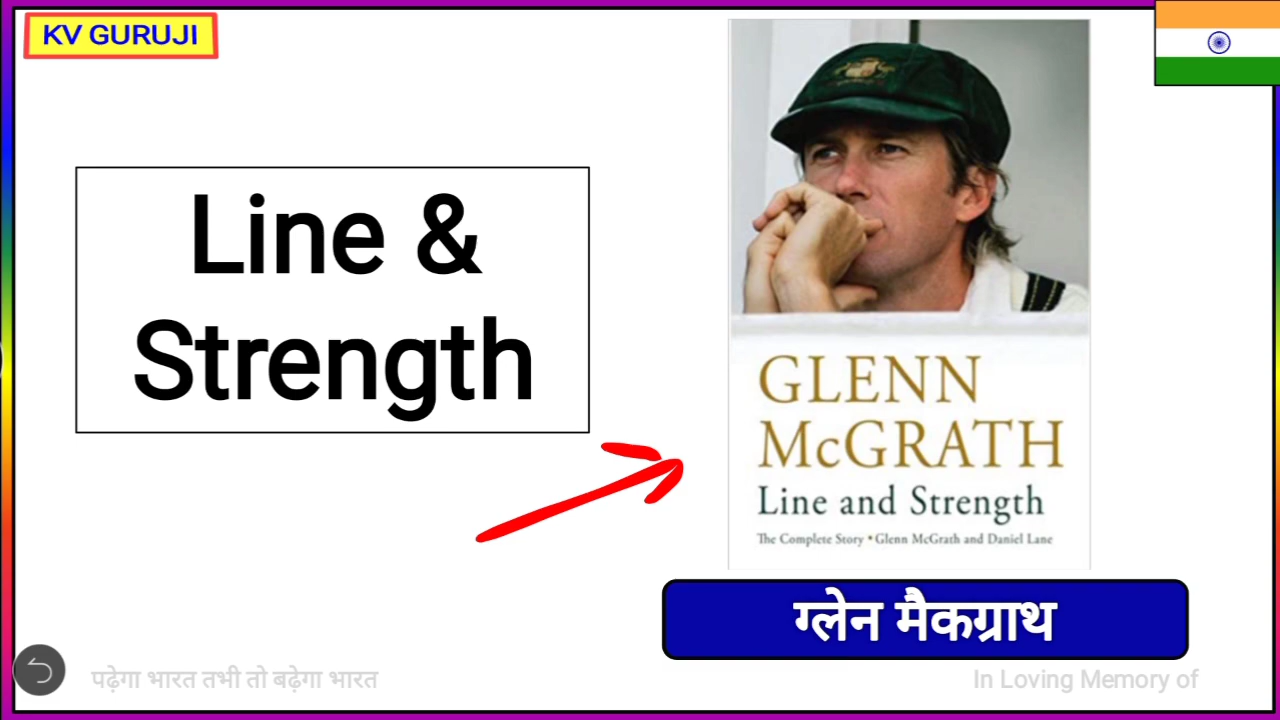 KV GURUJI
Line &
Strength
GLENN
McGRATH
Line and Strength
The Complete Story • Glenn McGrath and Daniel Lane
ग्लेन मैकग्राथ
पढ़ेगा भारत तभी तो बढ़ेगा भारत
In Loving Memory of